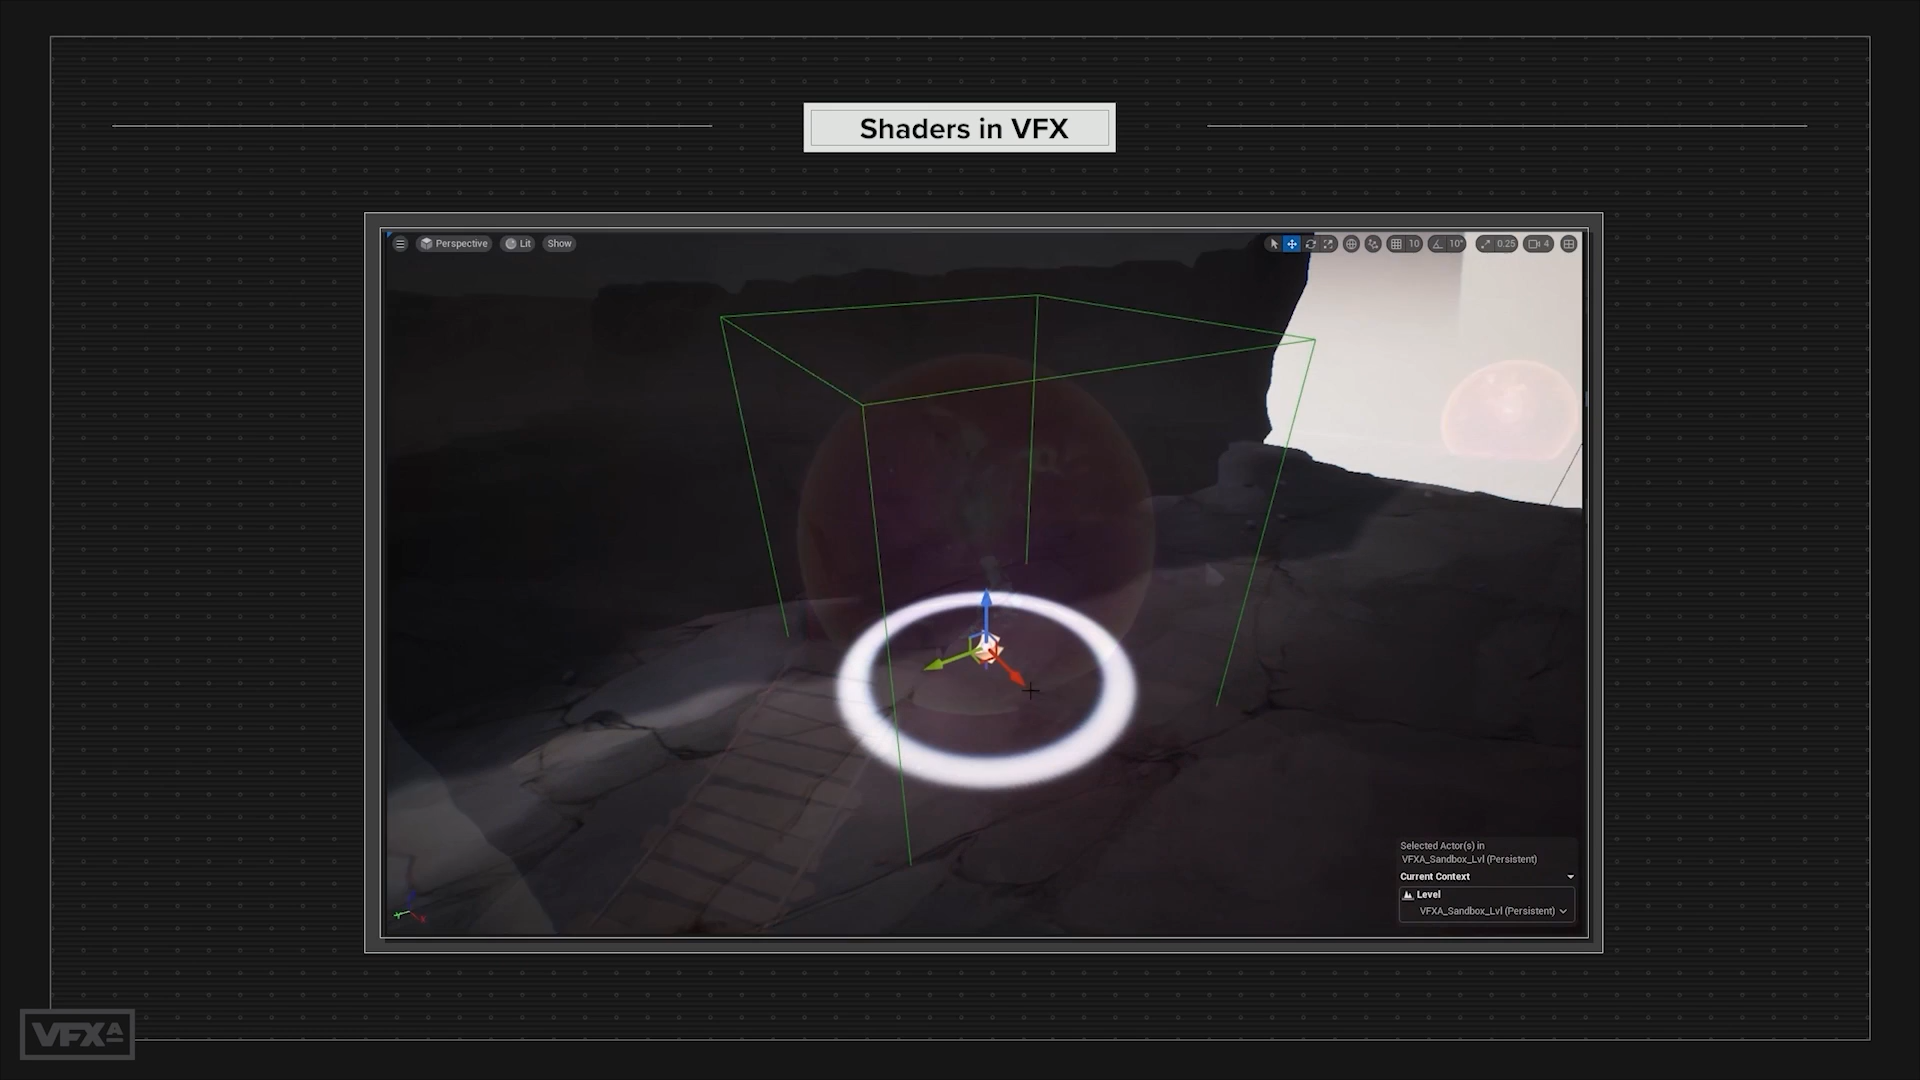 Shaders in VFX
Perspective Lit Show 10 10° 0.25 4
Selected Actor(s) in
VFXA_Sandbox_Lvl (Persistent)
Current Context
Level
VFXA_Sandbox_Lvl (Persistent)
VFXA